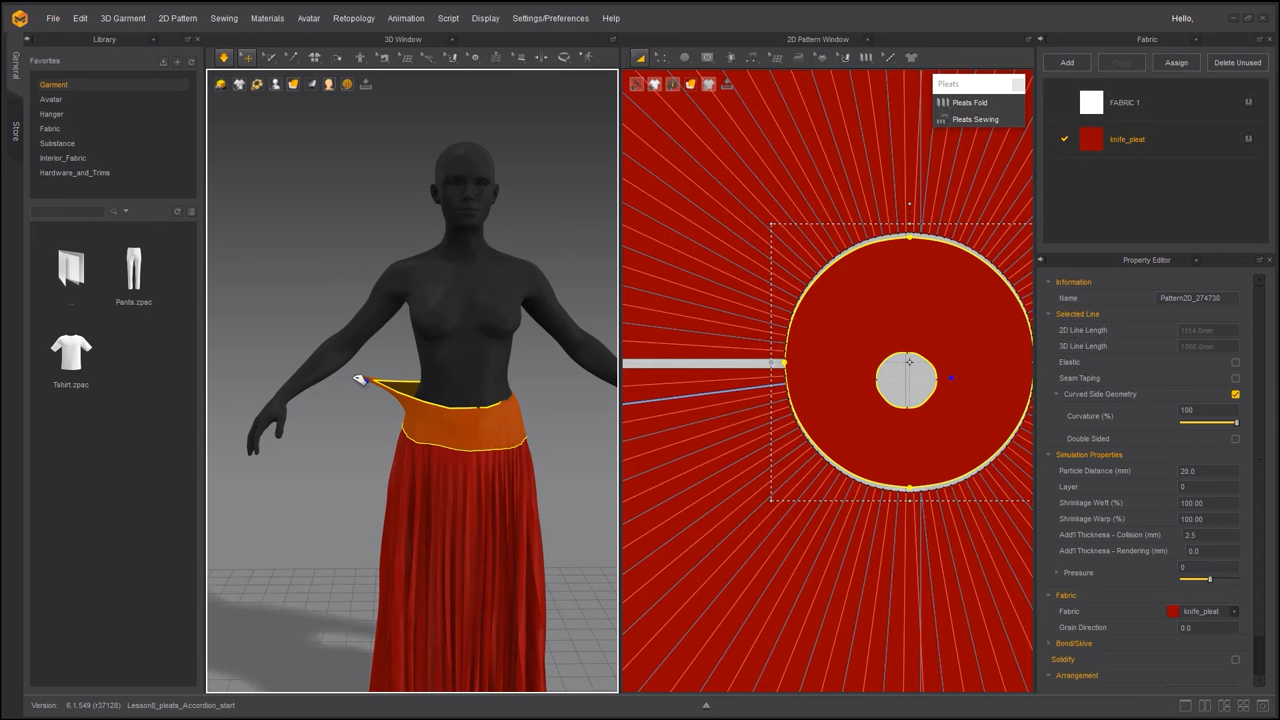 File Edit 3D Garment 2D Pattern Sewing Materials Avatar Retopology Animation Script Display Settings/Preferences Help Hello,
Library
3D Window
2D Pattern Window
Fabric
General
Store
Favorites
Garment
Avatar
Hanger
Fabric
Substance
Interior_Fabric
Hardware_and_Trims
..
Pants.zpac
Tshirt.zpac
Pleats
Pleats Fold
Pleats Sewing
Add Copy Assign Delete Unused
FABRIC 1
knife_pleat
Property Editor
Information
Name Pattern2D_274730
Selected Line
2D Line Length 1154.6mm
3D Line Length 1086.8mm
Elastic
Seam Taping
Curved Side Geometry
Curvature (%) 100
Double Sided
Simulation Properties
Particle Distance (mm) 20.0
Layer 0
Shrinkage Weft (%) 100.00
Shrinkage Warp (%) 100.00
Add'l Thickness - Collision (mm) 2.5
Add'l Thickness - Rendering (mm) 0.0
Pressure 0
Fabric
Fabric knife_pleat
Grain Direction 0.0
Bond/Skive
Solidify
Arrangement
Version: 6.1.549 (r37128) Lesson8_pleats_Accordion_start